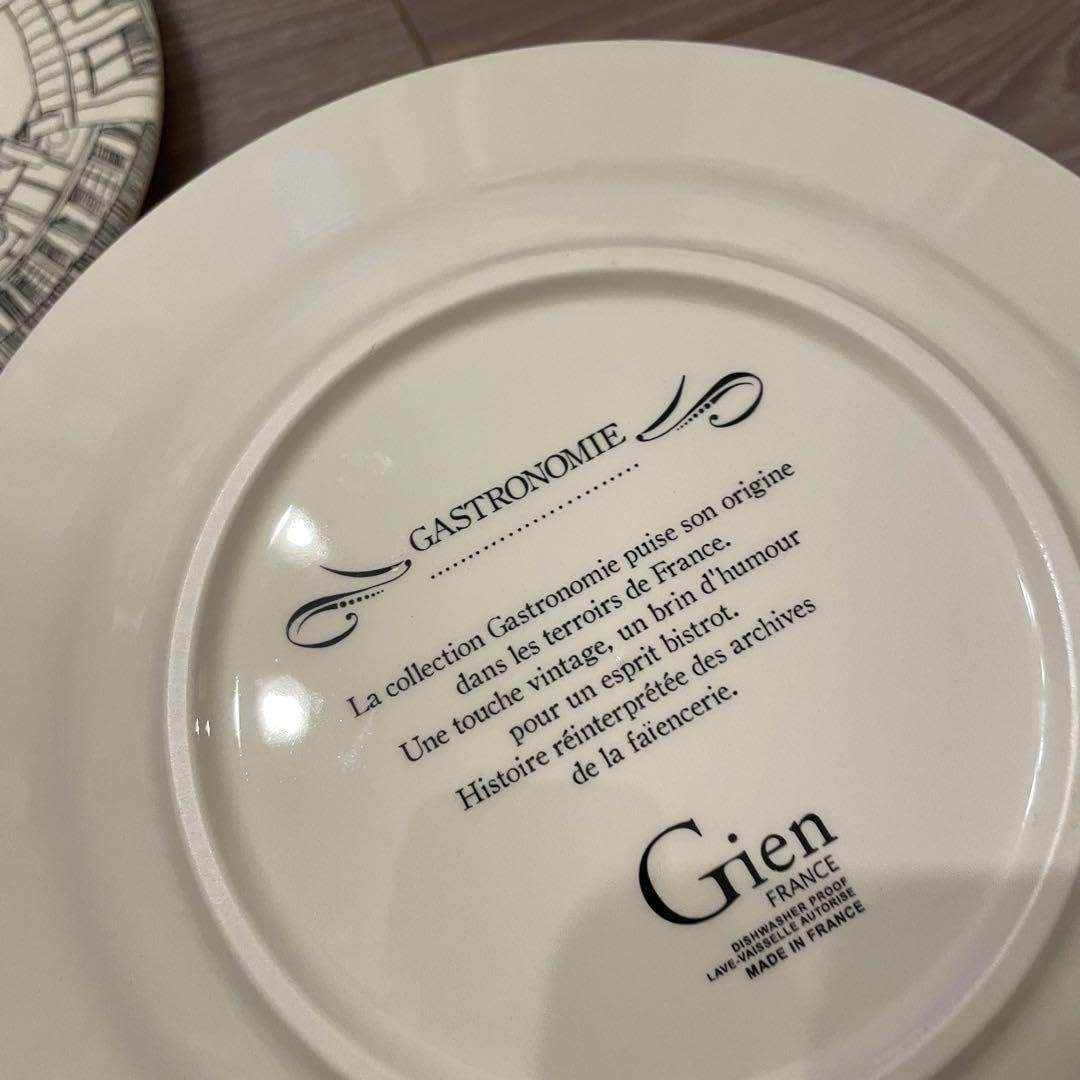 GASTRONOMIE
La collection Gastronomie puise son origine
dans les terroirs de France.
Une touche vintage, un brin d'humour
pour un esprit bistrot.
Histoire réinterprétée des archives
de la faïencerie.
Gien
FRANCE
DISHWASHER PROOF
LAVE-VAISSELLE AUTORISE
MADE IN FRANCE